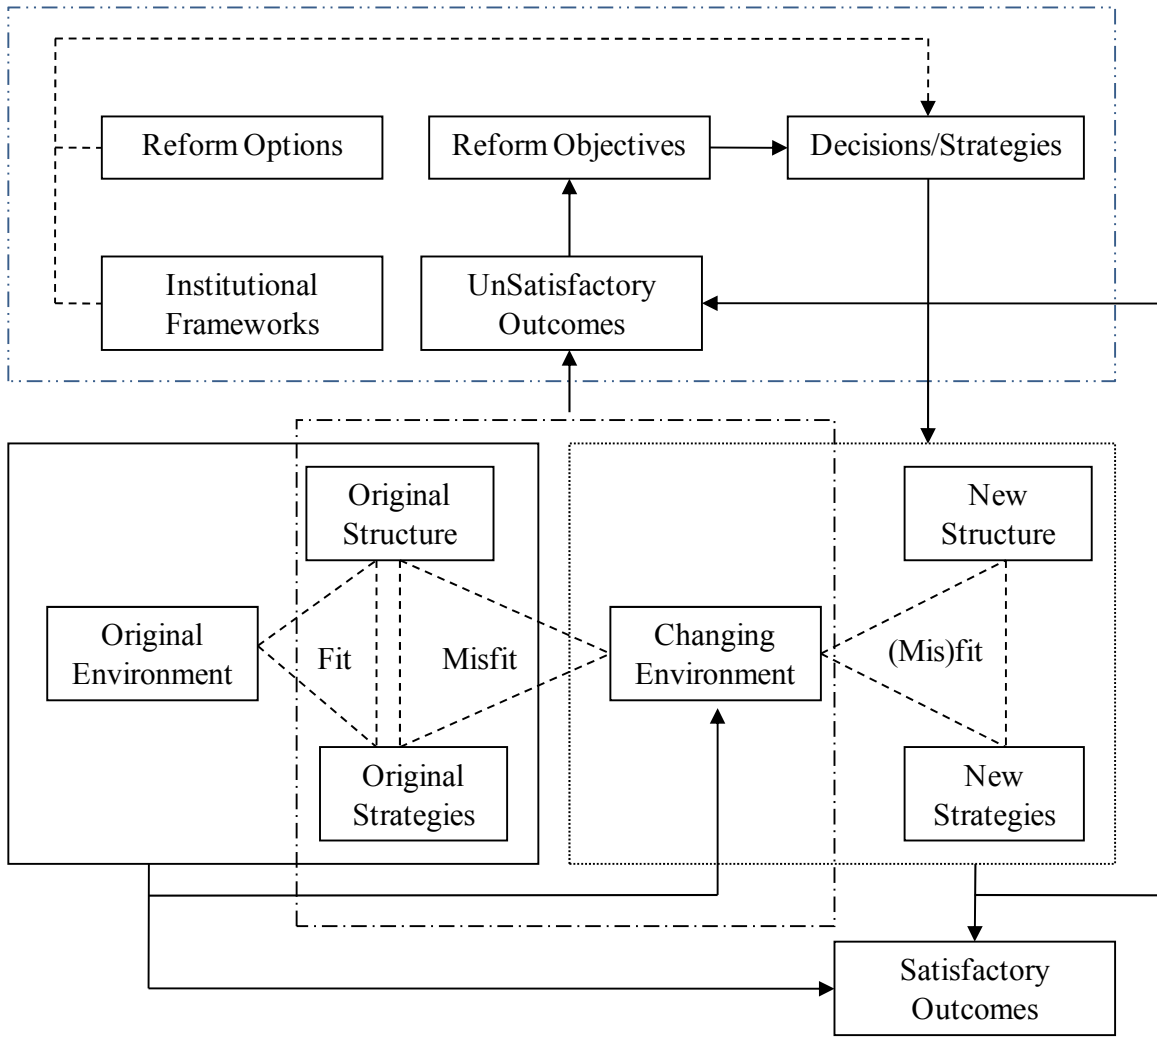 Reform Options
Reform Objectives
Decisions/Strategies
Institutional
Frameworks
UnSatisfactory
Outcomes
Original
Structure
New
Structure
Original
Environment
Fit
Misfit
Changing
Environment
(Mis)fit
Original
Strategies
New
Strategies
Satisfactory
Outcomes